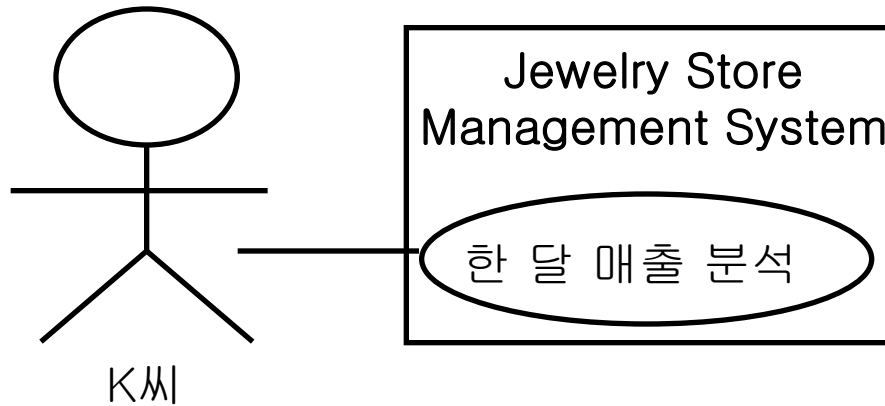 Jewelry Store
Management System
한 달 매출 분석
K씨